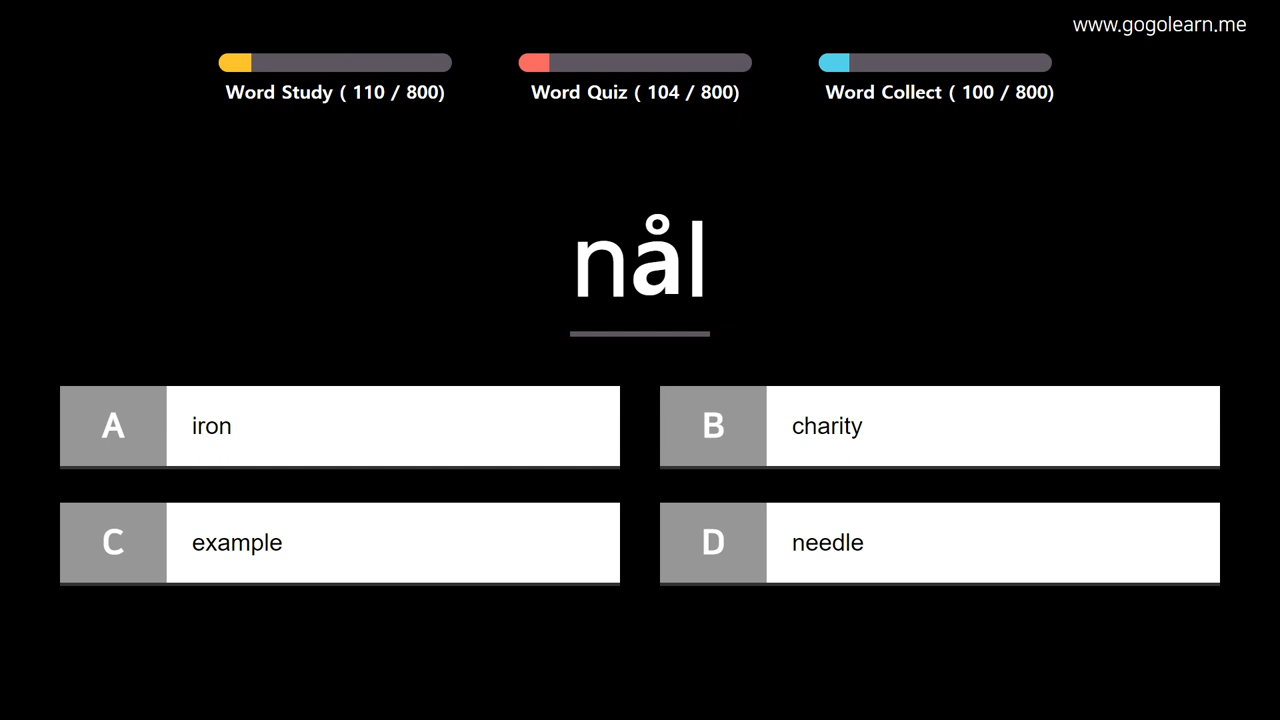 www.gogolearn.me
Word Study ( 110 / 800)
Word Quiz ( 104 / 800)
Word Collect ( 100 / 800)
nål
A iron
B charity
C example
D needle